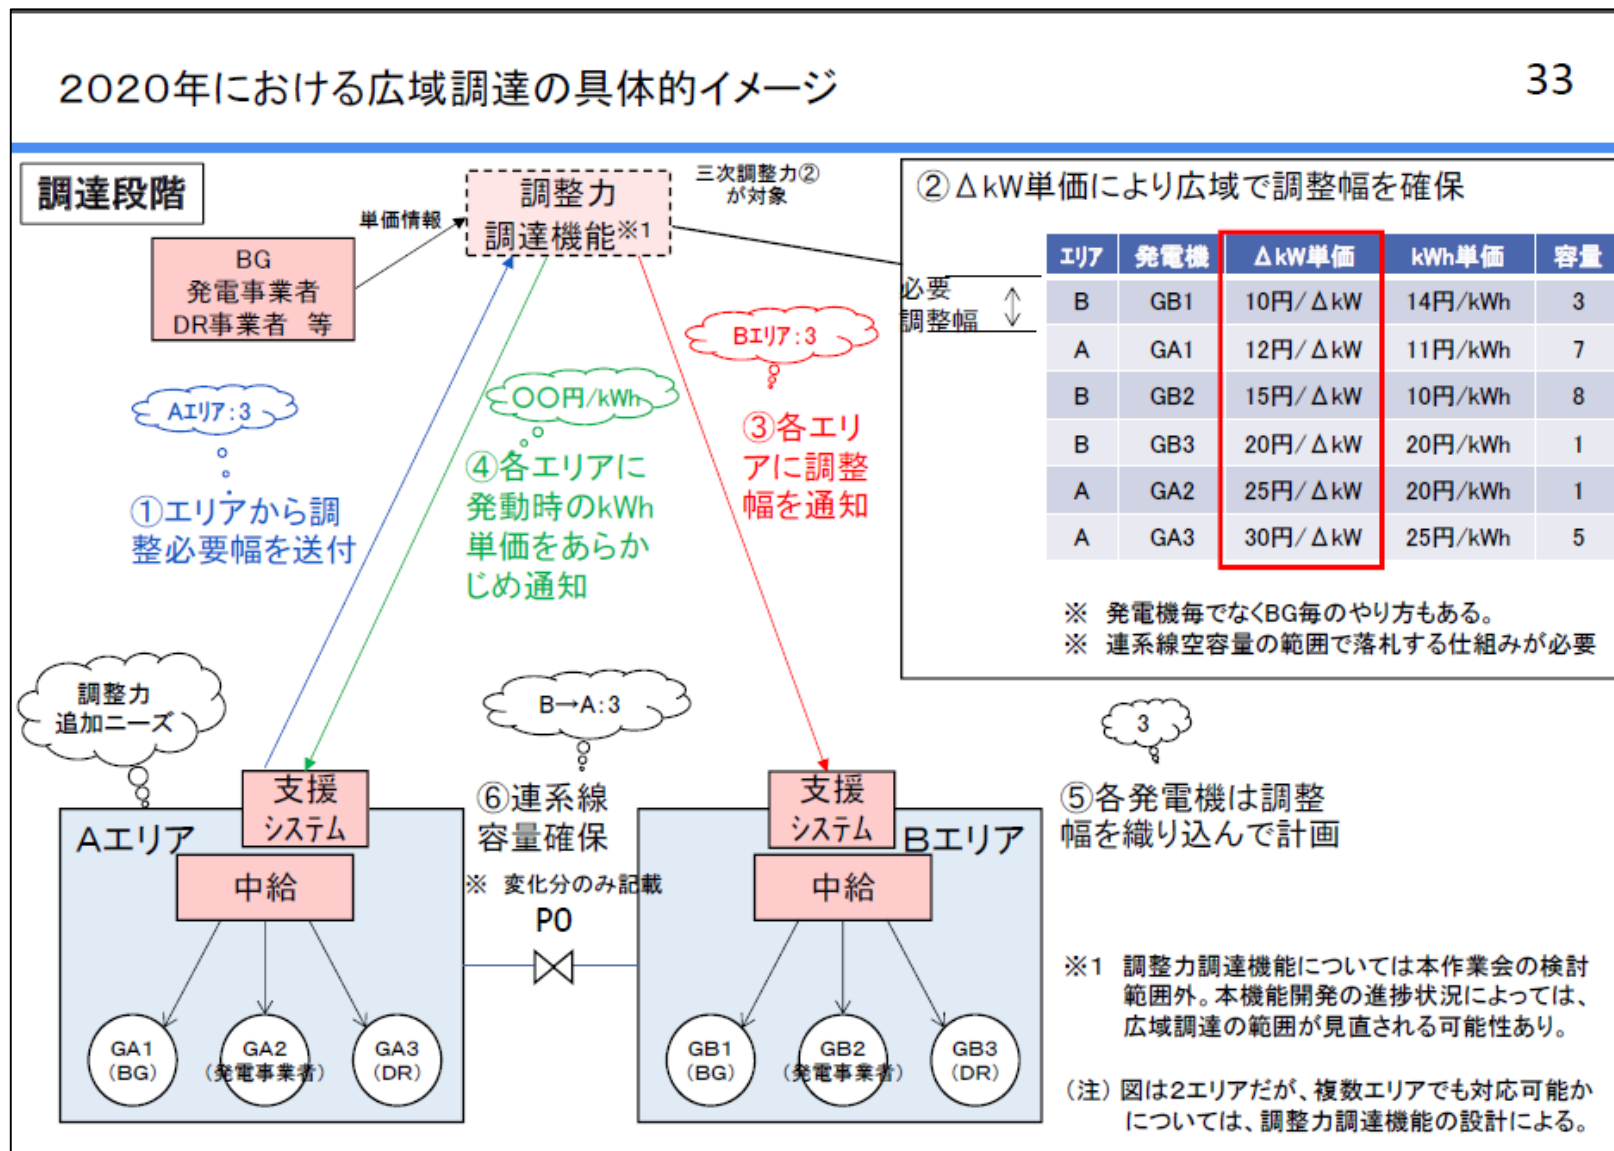 2020年における広域調達の具体的イメージ
33
調達段階
単価情報
調整力
調達機能※1
三次調整力②
が対象
BG
発電事業者
DR事業者 等
②ΔkW単価により広域で調整幅を確保
必要
調整幅
エリア 発電機 ΔkW単価 kWh単価 容量
B GB1 10円/ΔkW 14円/kWh 3
A GA1 12円/ΔkW 11円/kWh 7
B GB2 15円/ΔkW 10円/kWh 8
B GB3 20円/ΔkW 20円/kWh 1
A GA2 25円/ΔkW 20円/kWh 1
A GA3 30円/ΔkW 25円/kWh 5
※ 発電機毎でなくBG毎のやり方もある。
※ 連系線空容量の範囲で落札する仕組みが必要
Aエリア:3
①エリアから調
整必要幅を送付
〇〇円/kWh
④各エリアに
発動時のkWh
単価をあらか
じめ通知
Bエリア:3
③各エリ
アに調整
幅を通知
調整力
追加ニーズ
B→A:3
⑥連系線
容量確保
※ 変化分のみ記載
PO
3
⑤各発電機は調整
幅を織り込んで計画
支援
システム
Aエリア
中給
GA1
(BG)
GA2
(発電事業者)
GA3
(DR)
支援
システム
Bエリア
中給
GB1
(BG)
GB2
(発電事業者)
GB3
(DR)
※1 調整力調達機能については本作業会の検討
範囲外。本機能開発の進捗状況によっては、
広域調達の範囲が見直される可能性あり。
(注) 図は2エリアだが、複数エリアでも対応可能か
については、調整力調達機能の設計による。